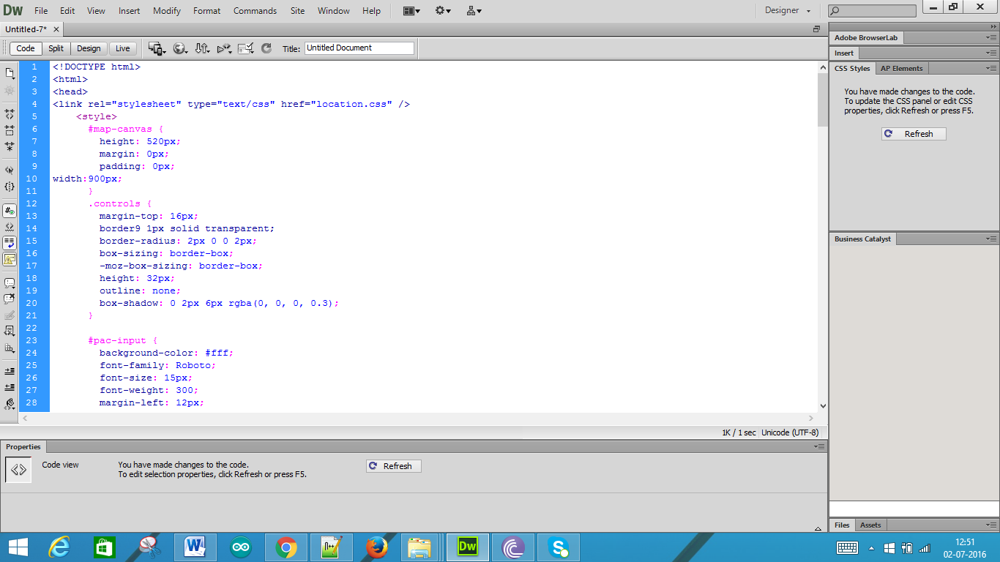 Dw File Edit View Insert Modify Format Commands Site Window Help Designer
Untitled-7*
Code Split Design Live Title: Untitled Document
1 <!DOCTYPE html>
2 <html>
3 <head>
4 <link rel="stylesheet" type="text/css" href="location.css" />
5 <style>
6 #map-canvas {
7 height: 520px;
8 margin: 0px;
9 padding: 0px;
10 width:900px;
11 }
12 .controls {
13 margin-top: 16px;
14 border9 1px solid transparent;
15 border-radius: 2px 0 0 2px;
16 box-sizing: border-box;
17 -moz-box-sizing: border-box;
18 height: 32px;
19 outline: none;
20 box-shadow: 0 2px 6px rgba(0, 0, 0, 0.3);
21 }
22
23 #pac-input {
24 background-color: #fff;
25 font-family: Roboto;
26 font-size: 15px;
27 font-weight: 300;
28 margin-left: 12px;
1K / 1 sec Unicode (UTF-8)
Properties
Code view
You have made changes to the code.
To edit selection properties, click Refresh or press F5.
Refresh
Adobe BrowserLab
Insert
CSS Styles AP Elements
You have made changes to the code.
To update the CSS panel or edit CSS
properties, click Refresh or press F5.
Refresh
Business Catalyst
Files Assets
Dw
12:51
02-07-2016